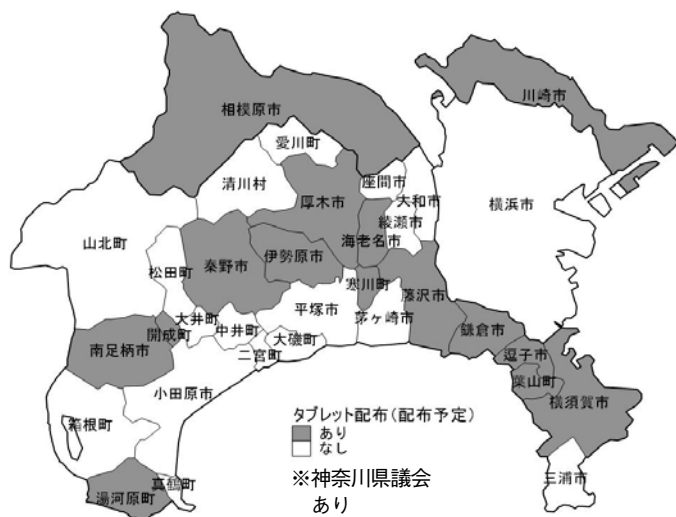 川崎市
相模原市
愛川町
清川村
座間市
厚木市
大和市
横浜市
綾瀬市
山北町
海老名市
伊勢原市
秦野市
松田町
寒川町
藤沢市
平塚市
大井町
茅ヶ崎市
中井町
鎌倉市
開成町
大磯町
南足柄市
逗子市
二宮町
葉山町
小田原市
横須賀市
箱根町
タブレット配布(配布予定)
あり
なし
※神奈川県議会
あり
三浦市
真鶴町
湯河原町